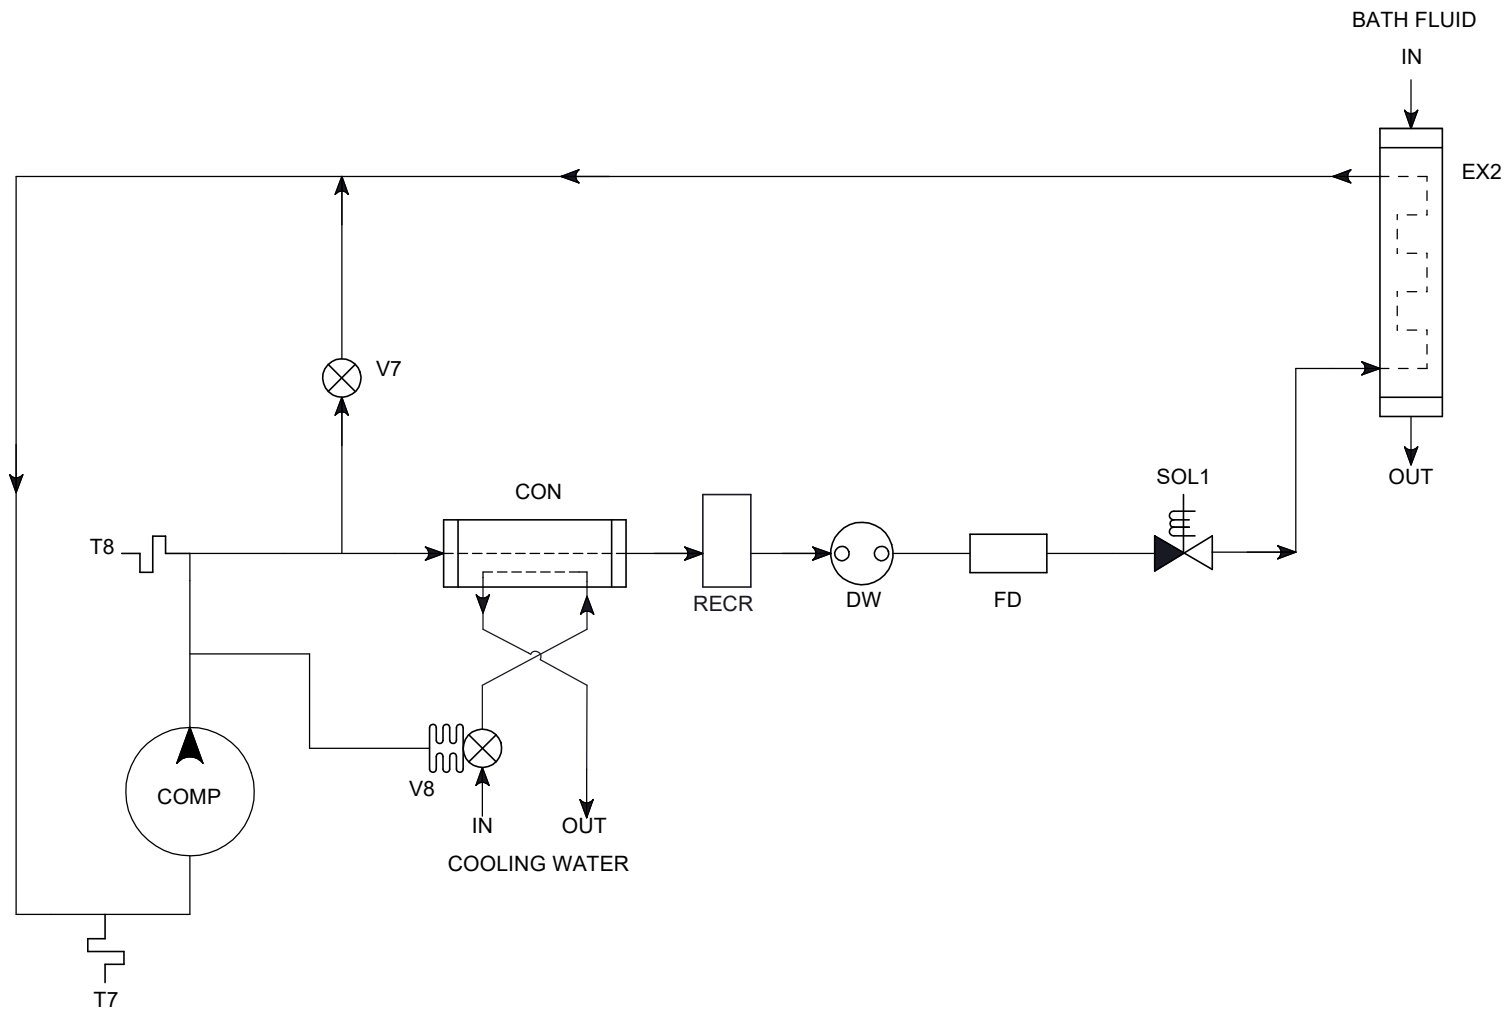 BATH FLUID
IN
EX2
V7
OUT
SOL1
CON
T8
RECR
DW
FD
COMP
V8
IN
OUT
COOLING WATER
T7